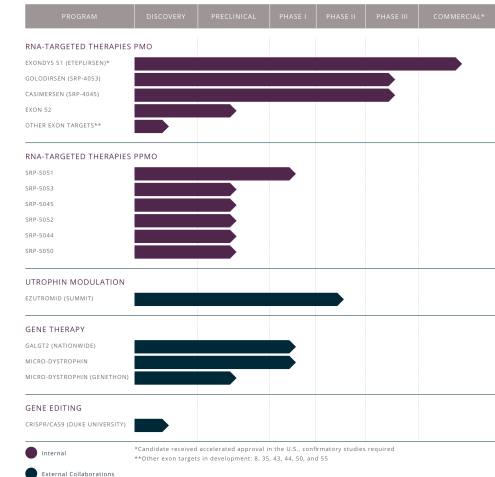 PROGRAM DISCOVERY PRECLINICAL PHASE I PHASE II PHASE III COMMERCIAL*
RNA-TARGETED THERAPIES PMO
EXONDYS 51 (ETEPLIRSEN)*
GOLODIRSEN (SRP-4053)
CASIMERSEN (SRP-4045)
EXON 52
OTHER EXON TARGETS**
RNA-TARGETED THERAPIES PPMO
SRP-5051
SRP-5053
SRP-5045
SRP-5052
SRP-5044
SRP-5050
UTROPHIN MODULATION
EZUTROMID (SUMMIT)
GENE THERAPY
GALGT2 (NATIONWIDE)
MICRO-DYSTROPHIN
MICRO-DYSTROPHIN (GENETHON)
GENE EDITING
CRISPR/CAS9 (DUKE UNIVERSITY)
Internal
*Candidate received accelerated approval in the U.S., confirmatory studies required
**Other exon targets in development: 8, 35, 43, 44, 50, and 55
External Collaborations